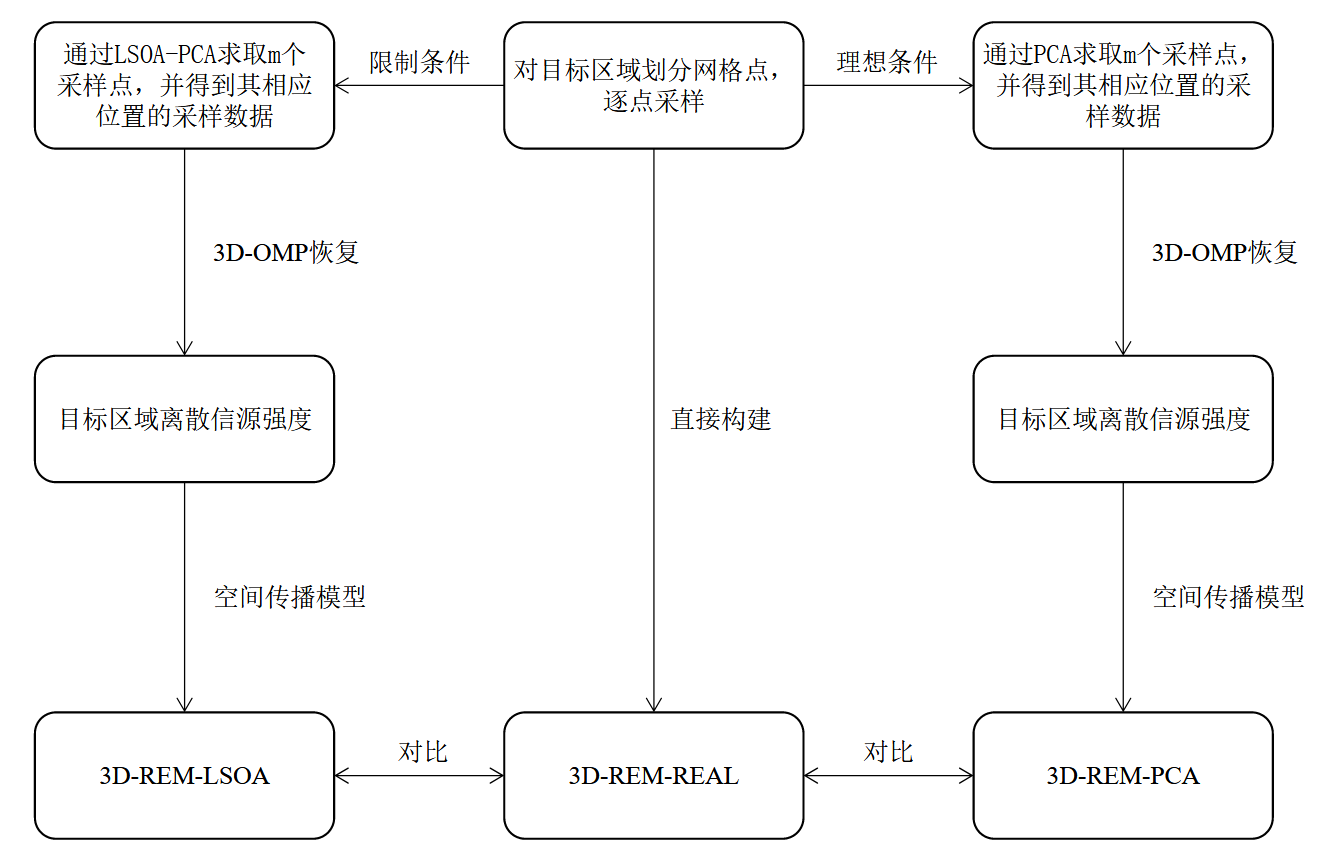 通过LSOA-PCA求取m个
采样点，并得到其相应
位置的采样数据
限制条件
对目标区域划分网格点，
逐点采样
理想条件
通过PCA求取m个采样点，
并得到其相应位置的采
样数据
3D-OMP恢复
3D-OMP恢复
目标区域离散信源强度
直接构建
目标区域离散信源强度
空间传播模型
空间传播模型
3D-REM-LSOA
对比
3D-REM-REAL
对比
3D-REM-PCA